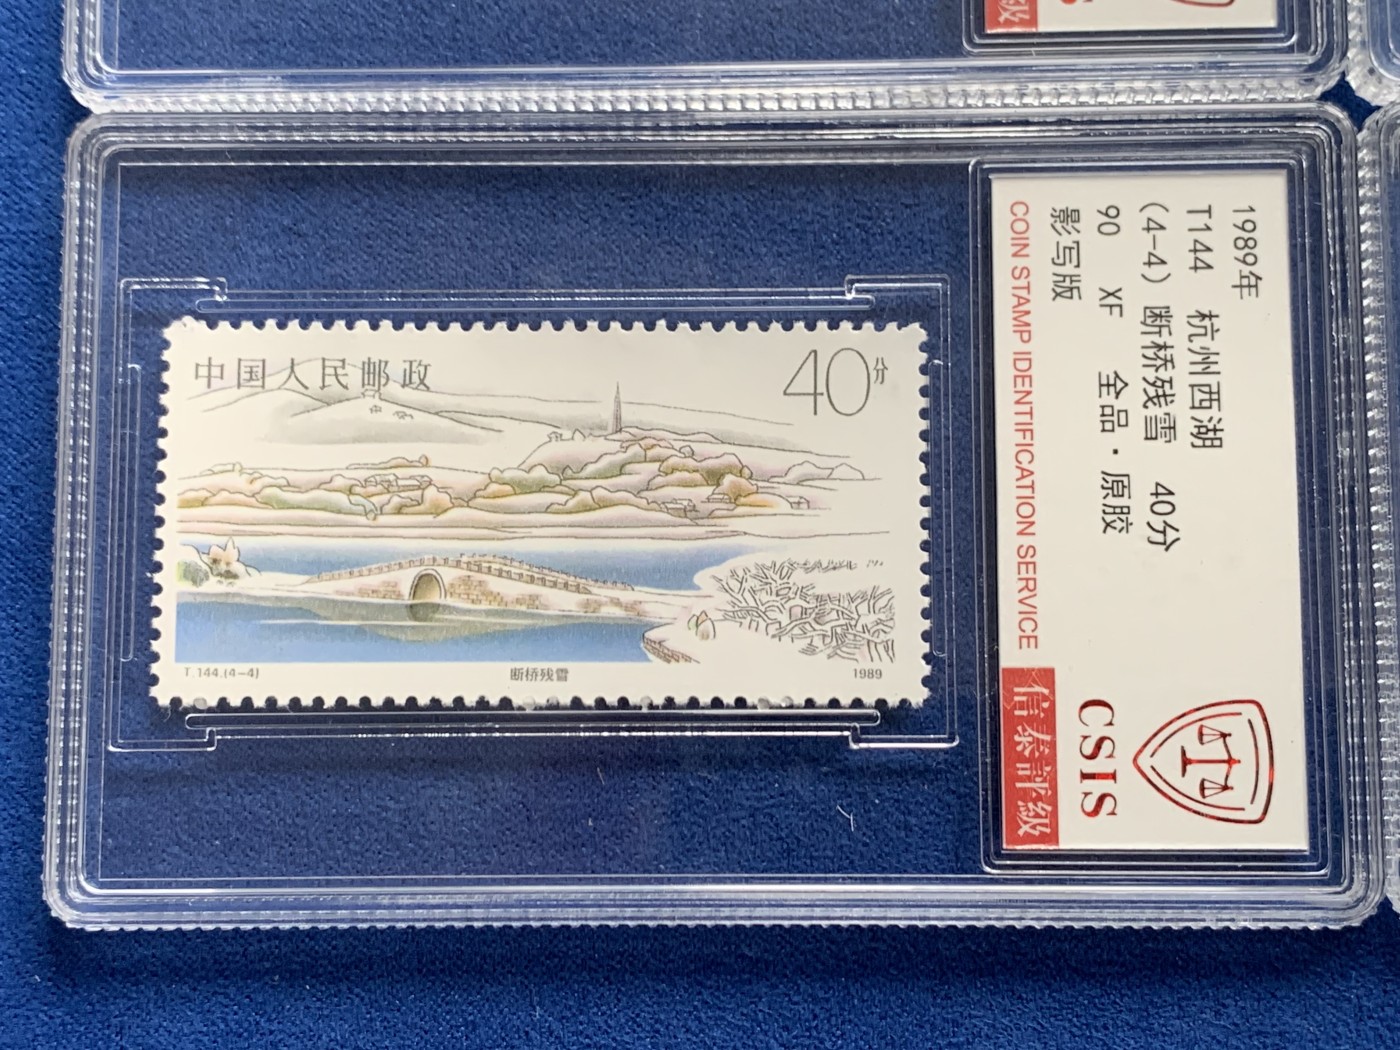 中国人民邮政
40分
T.144.(4-4)
断桥残雪
1989
1989年
T144 杭州西湖
(4-4) 断桥残雪 40分
90 XF 全品·原胶
影写版
COIN STAMP IDENTIFICATION SERVICE
CSIS
信泰評級
級